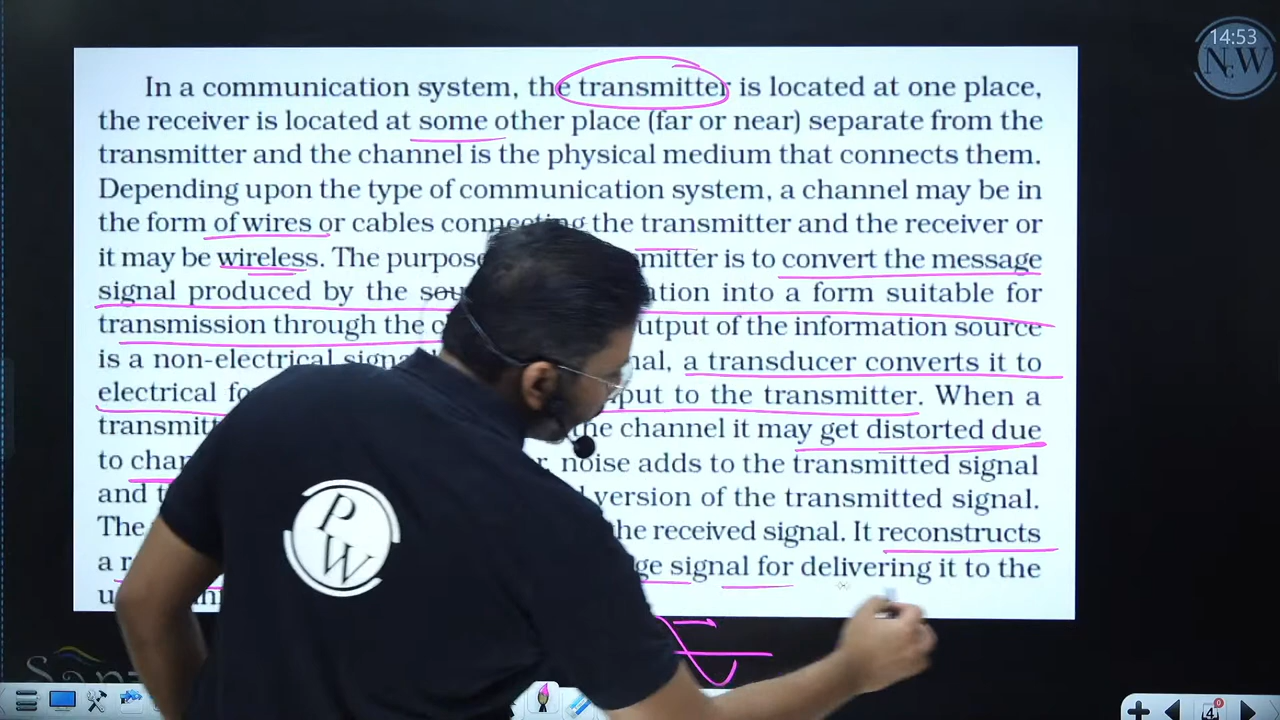 14:53
NcW
In a communication system, the transmitter is located at one place,
the receiver is located at some other place (far or near) separate from the
transmitter and the channel is the physical medium that connects them.
Depending upon the type of communication system, a channel may be in
the form of wires or cables connecting the transmitter and the receiver or
it may be wireless. The purpose mitter is to convert the message
signal produced by the ation into a form suitable for
transmission through the utput of the information source
is a non-electrical nal, a transducer converts it to
electrical put to the transmitter. When a
transmitt he channel it may get distorted due
to noise adds to the transmitted signal
and version of the transmitted signal.
The he received signal. It reconstructs
a ge signal for delivering it to the
PW
4